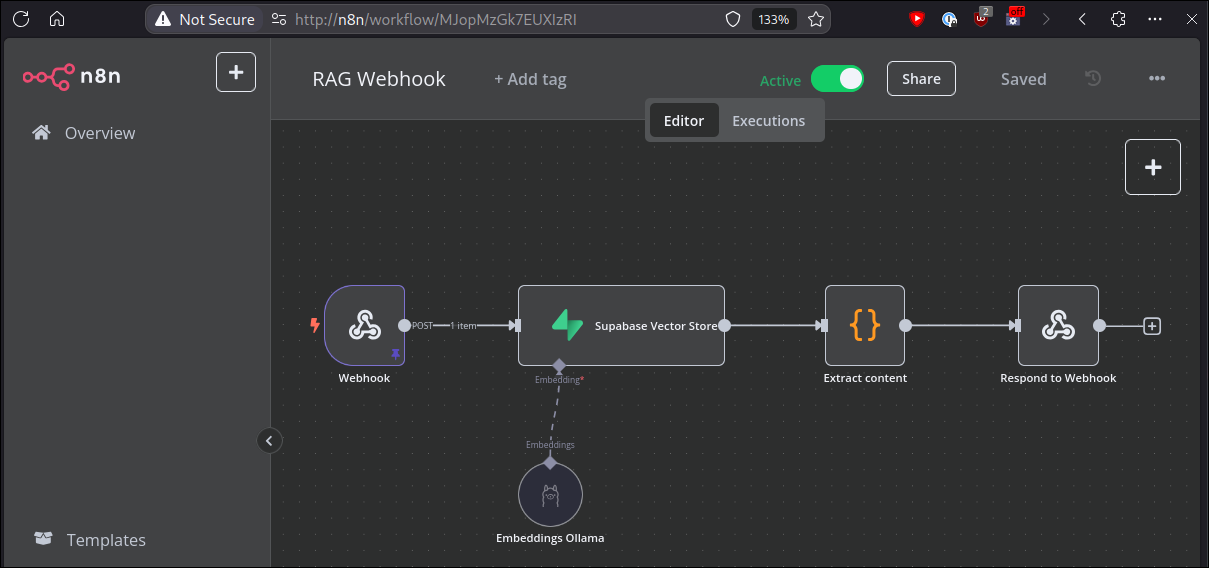 Not Secure http://n8n/workflow/MJopMzGk7EUXIzRI 133% 2 off
n8n
RAG Webhook + Add tag Active Share Saved
Editor Executions
Overview
POST 1 item
Supabase Vector Store
Webhook
Embedding*
Extract content
Respond to Webhook
Embeddings
Embeddings Ollama
Templates